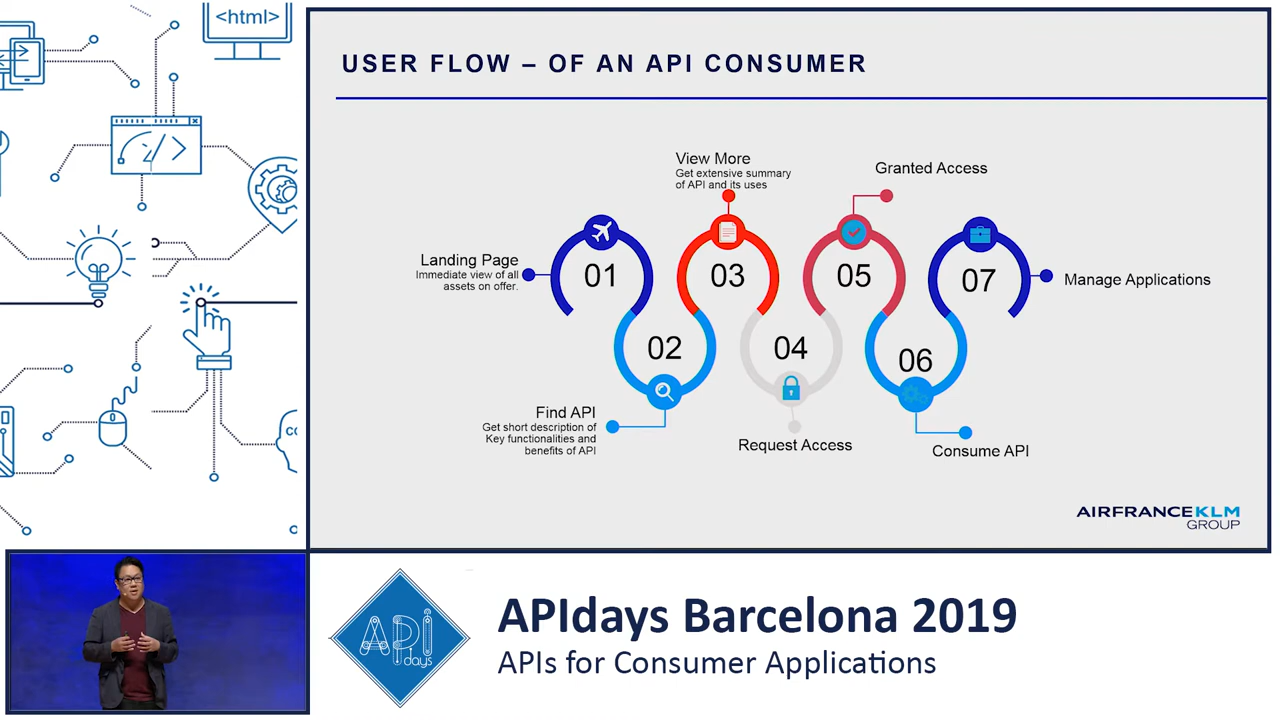 <html>
USER FLOW – OF AN API CONSUMER
View More
Get extensive summary
of API and its uses
Granted Access
Landing Page
Immediate view of all
assets on offer.
01
03
05
07
Manage Applications
02
04
06
Find API
Get short description of
Key functionalities and
benefits of API
Request Access
Consume API
AIRFRANCEKLM
GROUP
API
days
APIdays Barcelona 2019
APIs for Consumer Applications